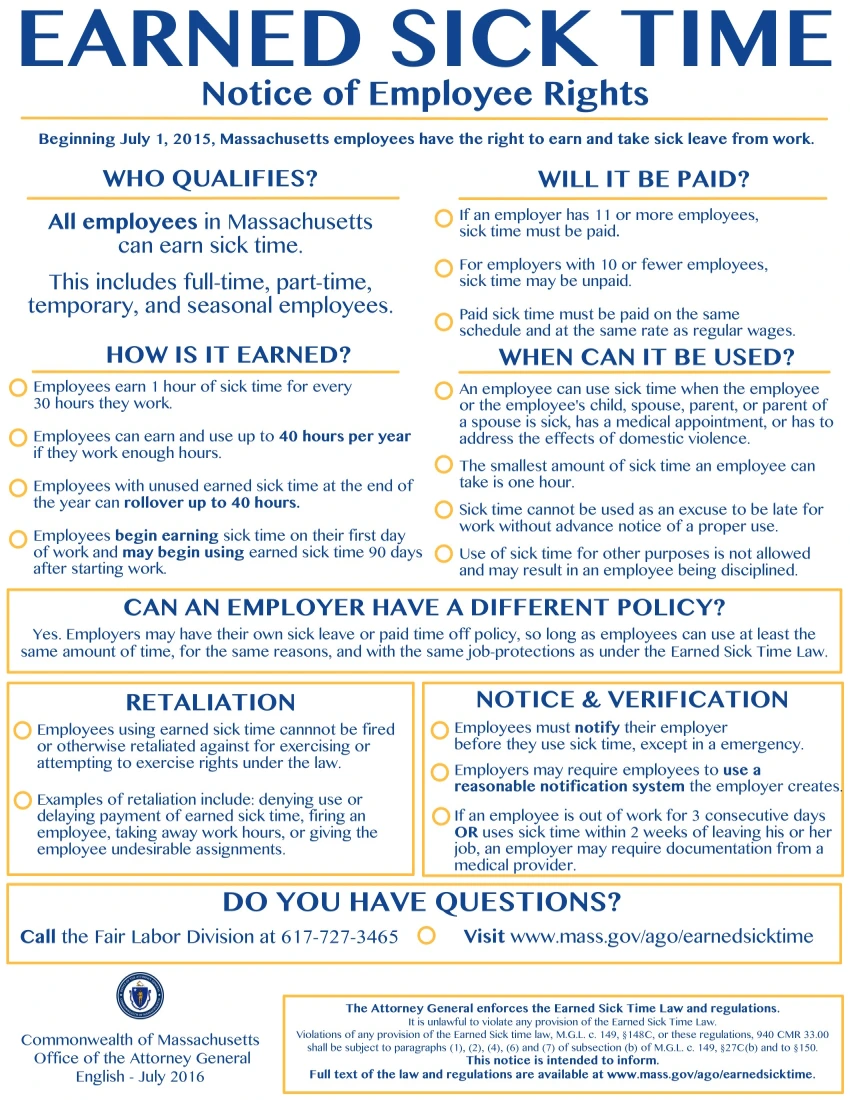 EARNED SICK TIME
Notice of Employee Rights
Beginning July 1, 2015, Massachusetts employees have the right to earn and take sick leave from work.
WHO QUALIFIES?
All employees in Massachusetts
can earn sick time.
This includes full-time, part-time,
temporary, and seasonal employees.
HOW IS IT EARNED?
Employees earn 1 hour of sick time for every
30 hours they work.
Employees can earn and use up to 40 hours per year
if they work enough hours.
Employees with unused earned sick time at the end of
the year can rollover up to 40 hours.
Employees begin earning sick time on their first day
of work and may begin using earned sick time 90 days
after starting work.
WILL IT BE PAID?
If an employer has 11 or more employees,
sick time must be paid.
For employers with 10 or fewer employees,
sick time may be unpaid.
Paid sick time must be paid on the same
schedule and at the same rate as regular wages.
WHEN CAN IT BE USED?
An employee can use sick time when the employee
or the employee's child, spouse, parent, or parent of
a spouse is sick, has a medical appointment, or has to
address the effects of domestic violence.
The smallest amount of sick time an employee can
take is one hour.
Sick time cannot be used as an excuse to be late for
work without advance notice of a proper use.
Use of sick time for other purposes is not allowed
and may result in an employee being disciplined.
CAN AN EMPLOYER HAVE A DIFFERENT POLICY?
Yes. Employers may have their own sick leave or paid time off policy, so long as employees can use at least the
same amount of time, for the same reasons, and with the same job-protections as under the Earned Sick Time Law.
RETALIATION
Employees using earned sick time cannnot be fired
or otherwise retaliated against for exercising or
attempting to exercise rights under the law.
Examples of retaliation include: denying use or
delaying payment of earned sick time, firing an
employee, taking away work hours, or giving the
employee undesirable assignments.
NOTICE & VERIFICATION
Employees must notify their employer
before they use sick time, except in a emergency.
Employers may require employees to use a
reasonable notification system the employer creates.
If an employee is out of work for 3 consecutive days
OR uses sick time within 2 weeks of leaving his or her
job, an employer may require documentation from a
medical provider.
DO YOU HAVE QUESTIONS?
Call the Fair Labor Division at 617-727-3465
Visit www.mass.gov/ago/earnedsicktime
Commonwealth of Massachusetts
Office of the Attorney General
English - July 2016
The Attorney General enforces the Earned Sick Time Law and regulations.
It is unlawful to violate any provision of the Earned Sick Time Law.
Violations of any provision of the Earned Sick time law, M.G.L. c. 149, §148C, or these regulations, 940 CMR 33.00
shall be subject to paragraphs (1), (2), (4), (6) and (7) of subsection (b) of M.G.L. c. 149, §27C(b) and to §150.
This notice is intended to inform.
Full text of the law and regulations are available at www.mass.gov/ago/earnedsicktime.